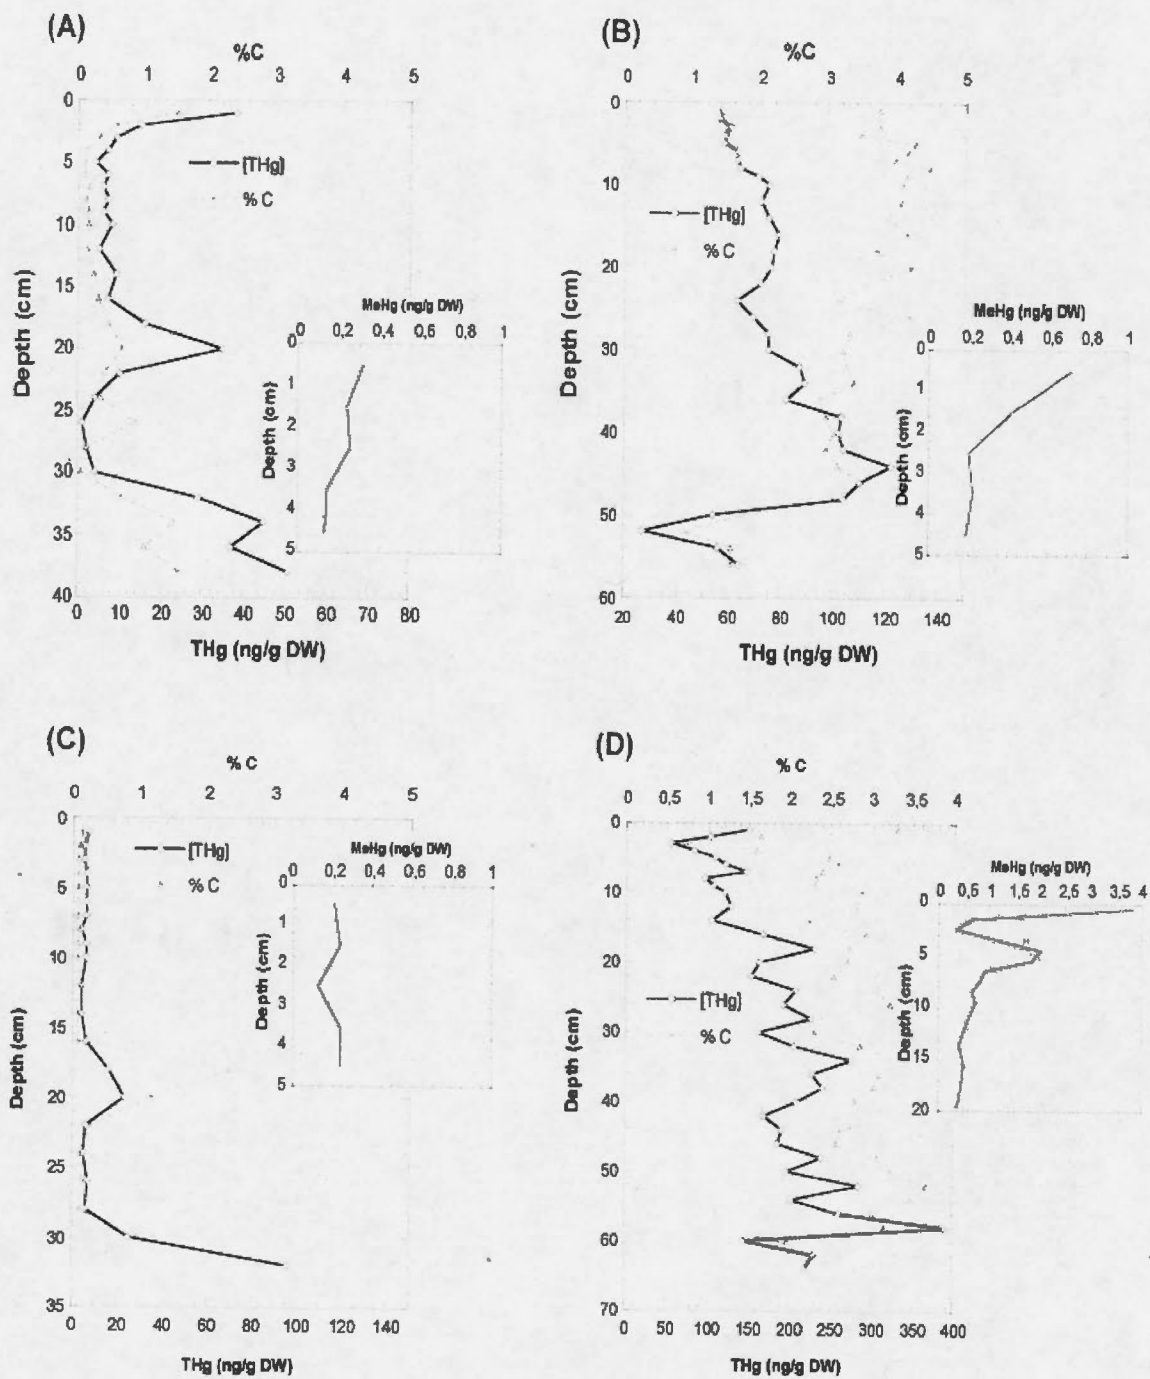 (A)
%C
0 1 2 3 4 5
0
5
10
15
20
25
30
35
40
Depth (cm)
[THg]
% C
MeHg (ng/g DW)
0 0,2 0,4 0,6 0,8 1
0
1
2
3
4
5
Depth (cm)
0 10 20 30 40 50 60 70 80
THg (ng/g DW)
(B)
%C
0 1 2 3 4 5
0
10
20
30
40
50
60
Depth (cm)
[THg]
% C
MeHg (ng/g DW)
0 0,2 0,4 0,6 0,8 1
0
1
2
3
4
5
Depth (cm)
20 40 60 80 100 120 140
THg (ng/g DW)
(C)
% C
0 1 2 3 4 5
0
5
10
15
20
25
30
35
Depth (cm)
[THg]
% C
MeHg (ng/g DW)
0 0,2 0,4 0,6 0,8 1
0
1
2
3
4
5
Depth (cm)
0 20 40 60 80 100 120 140
THg (ng/g DW)
(D)
% C
0 0,5 1 1,5 2 2,5 3 3,5 4
0
10
20
30
40
50
60
70
Depth (cm)
[THg]
% C
MeHg (ng/g DW)
0 0,5 1 1,5 2 2,5 3 3,5 4
0
5
10
15
20
Depth (cm)
0 50 100 150 200 250 300 350 400
THg (ng/g DW)